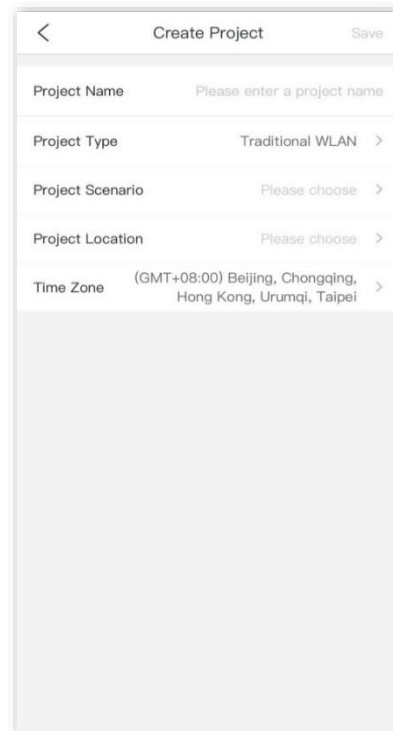 Create Project Save
Project Name Please enter a project name
Project Type Traditional WLAN
Project Scenario Please choose
Project Location Please choose
Time Zone (GMT+08:00) Beijing, Chongqing,
Hong Kong, Urumqi, Taipei